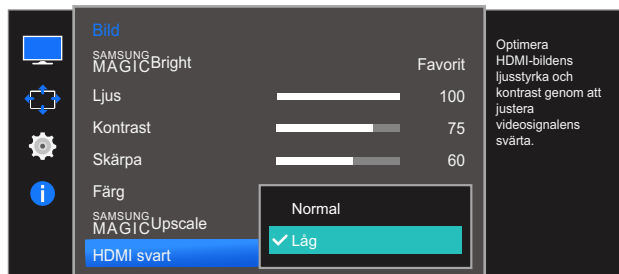 Bild
SAMSUNG
MAGICBright Favorit
Ljus 100
Kontrast 75
Skärpa 60
Färg
SAMSUNG
MAGICUpscale
HDMI svart
Normal
Låg
Optimera
HDMI-bildens
ljusstyrka och
kontrast genom att
justera
videosignalens
svärta.